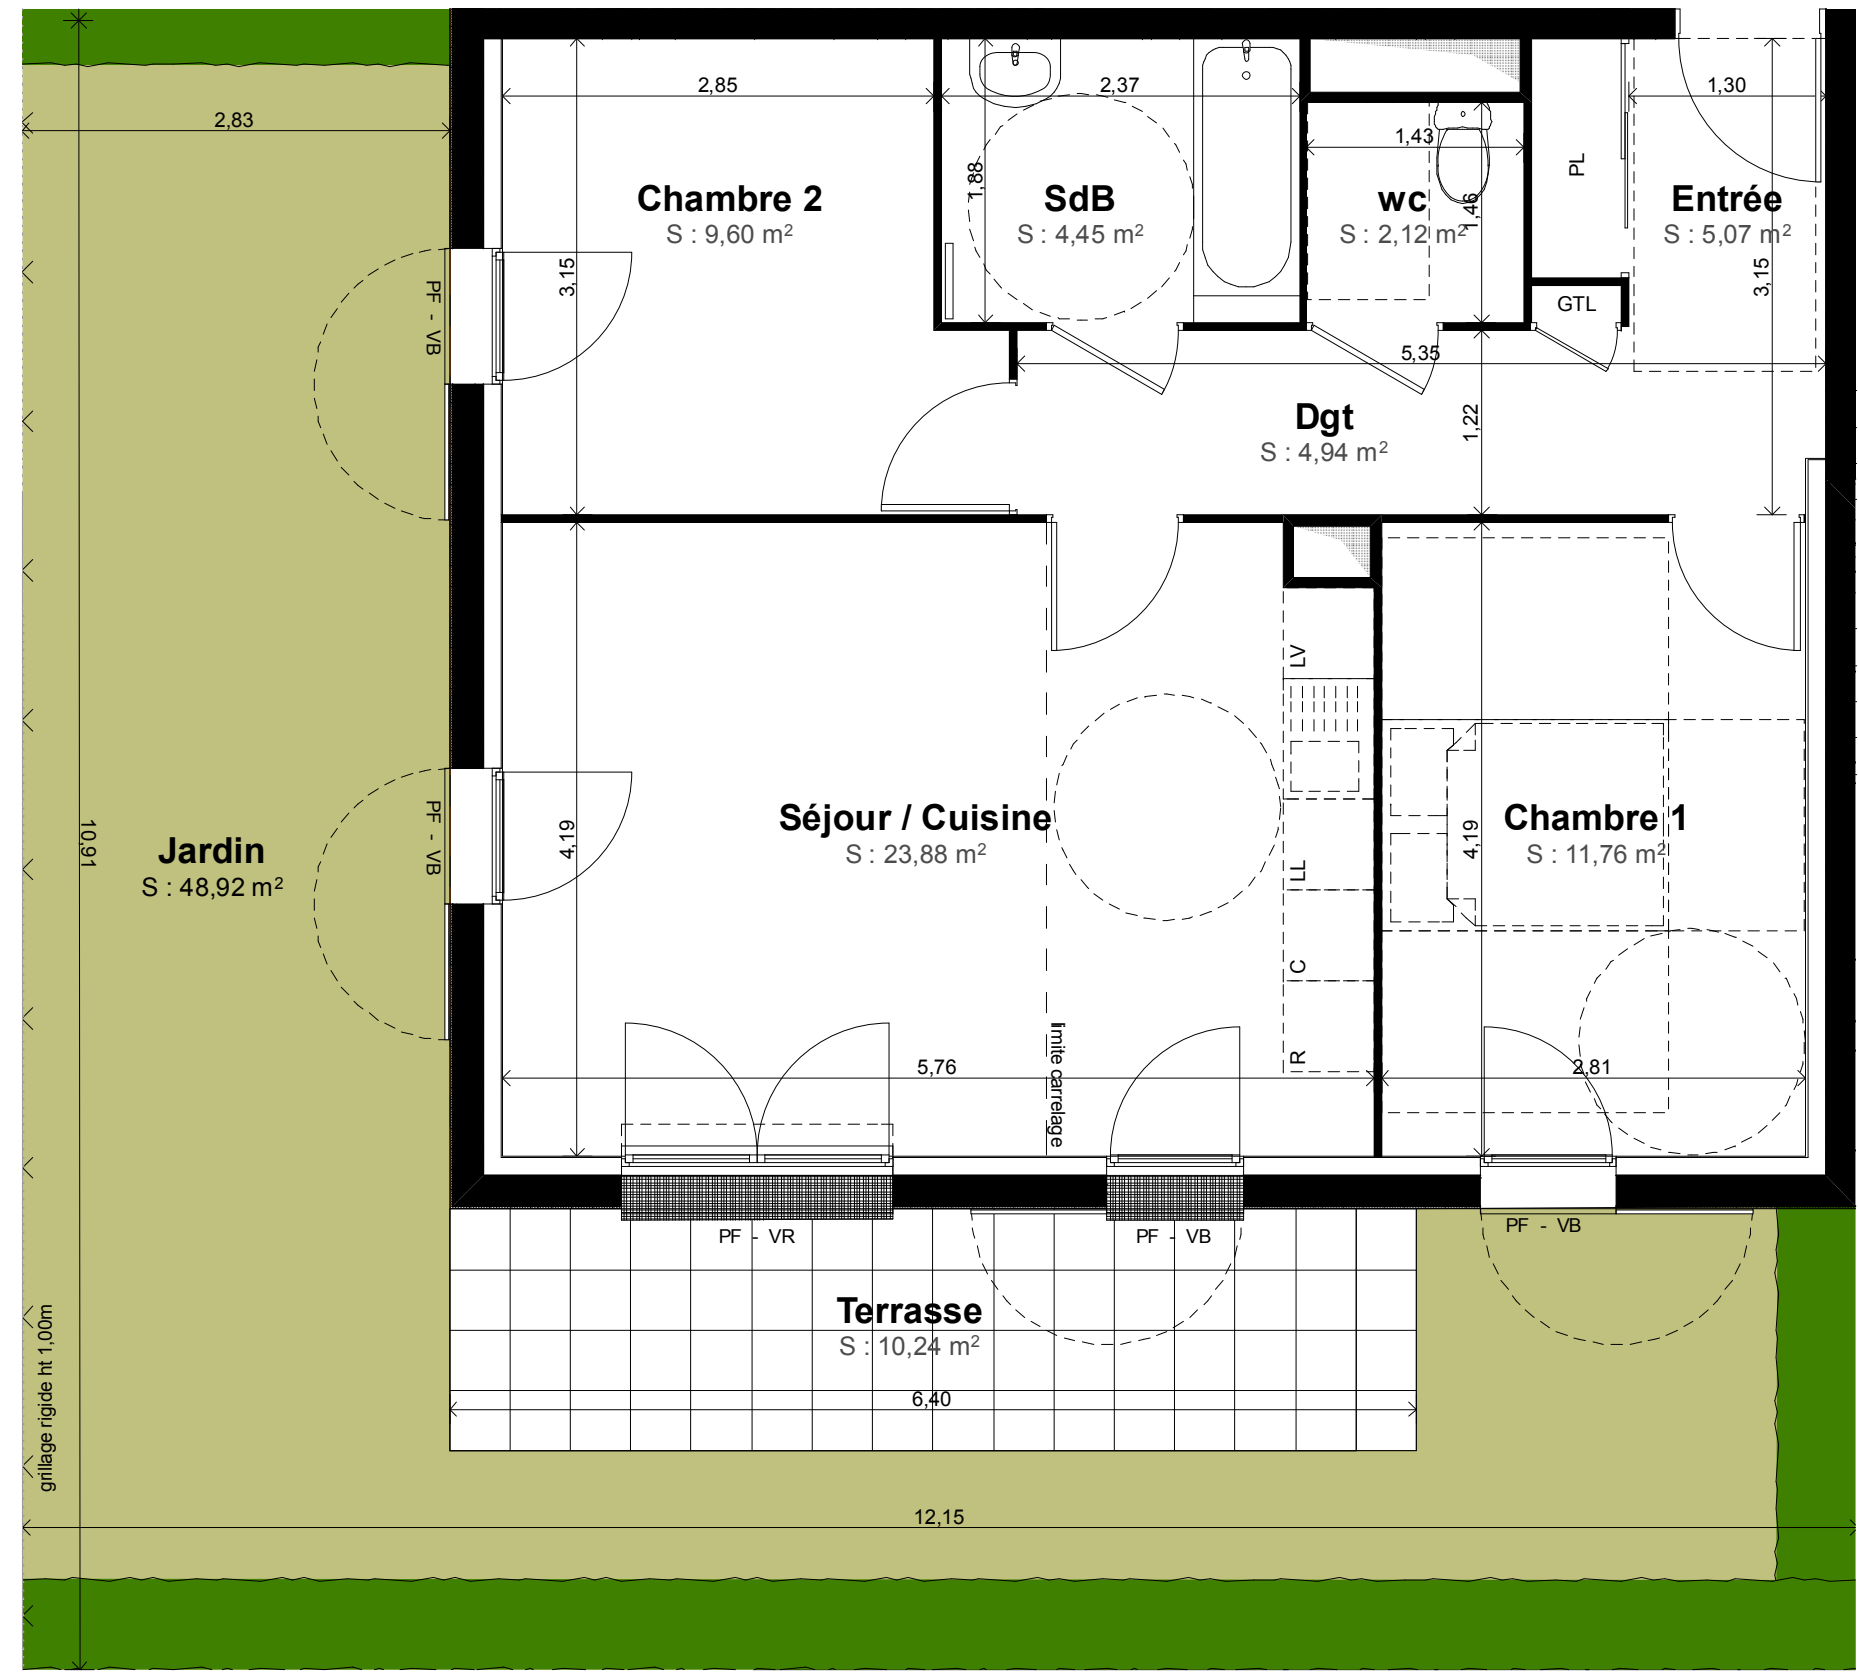 2,85
2,37
1,30
2,83
1,43
PL
1,88
Chambre 2
S : 9,60 m²
SdB
S : 4,45 m²
wc
S : 2,12 m²
1,46
Entrée
S : 5,07 m²
3,15
3,15
PF - VB
GTL
5,35
Dgt
S : 4,94 m²
1,22
LV
Séjour / Cuisine
S : 23,88 m²
Chambre 1
S : 11,76 m²
4,19
4,19
PF - VB
10,91
Jardin
S : 48,92 m²
LL
C
R
limite carrelage
5,76
2,81
PF - VR
PF - VB
PF - VB
Terrasse
S : 10,24 m²
6,40
grillage rigide ht 1,00m
12,15